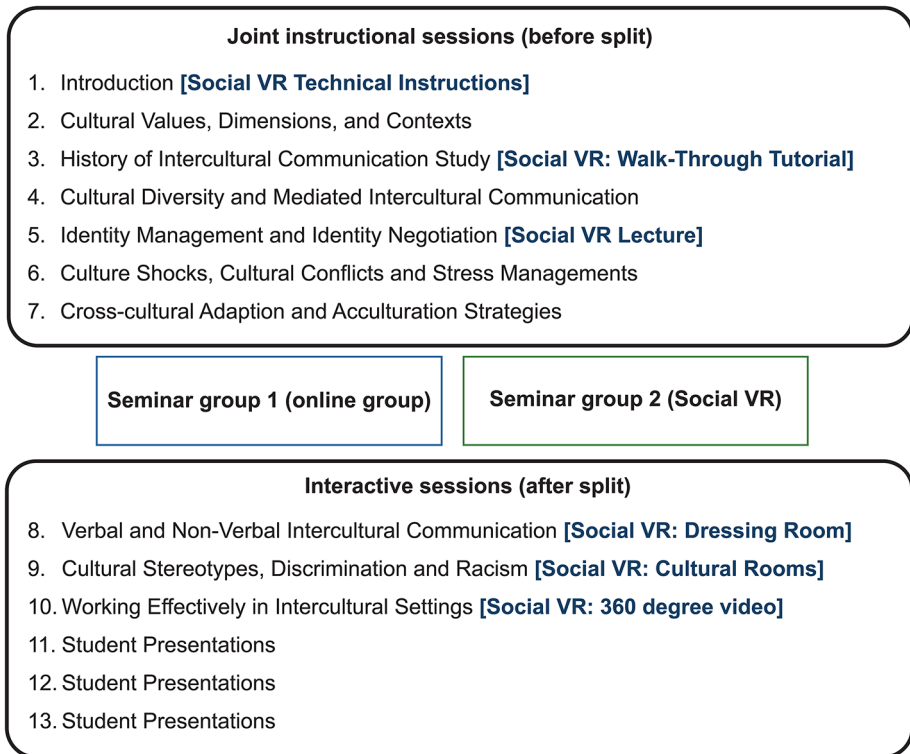 Joint instructional sessions (before split)
1. Introduction [Social VR Technical Instructions]
2. Cultural Values, Dimensions, and Contexts
3. History of Intercultural Communication Study [Social VR: Walk-Through Tutorial]
4. Cultural Diversity and Mediated Intercultural Communication
5. Identity Management and Identity Negotiation [Social VR Lecture]
6. Culture Shocks, Cultural Conflicts and Stress Managements
7. Cross-cultural Adaption and Acculturation Strategies
Seminar group 1 (online group)
Seminar group 2 (Social VR)
Interactive sessions (after split)
8. Verbal and Non-Verbal Intercultural Communication [Social VR: Dressing Room]
9. Cultural Stereotypes, Discrimination and Racism [Social VR: Cultural Rooms]
10. Working Effectively in Intercultural Settings [Social VR: 360 degree video]
11. Student Presentations
12. Student Presentations
13. Student Presentations